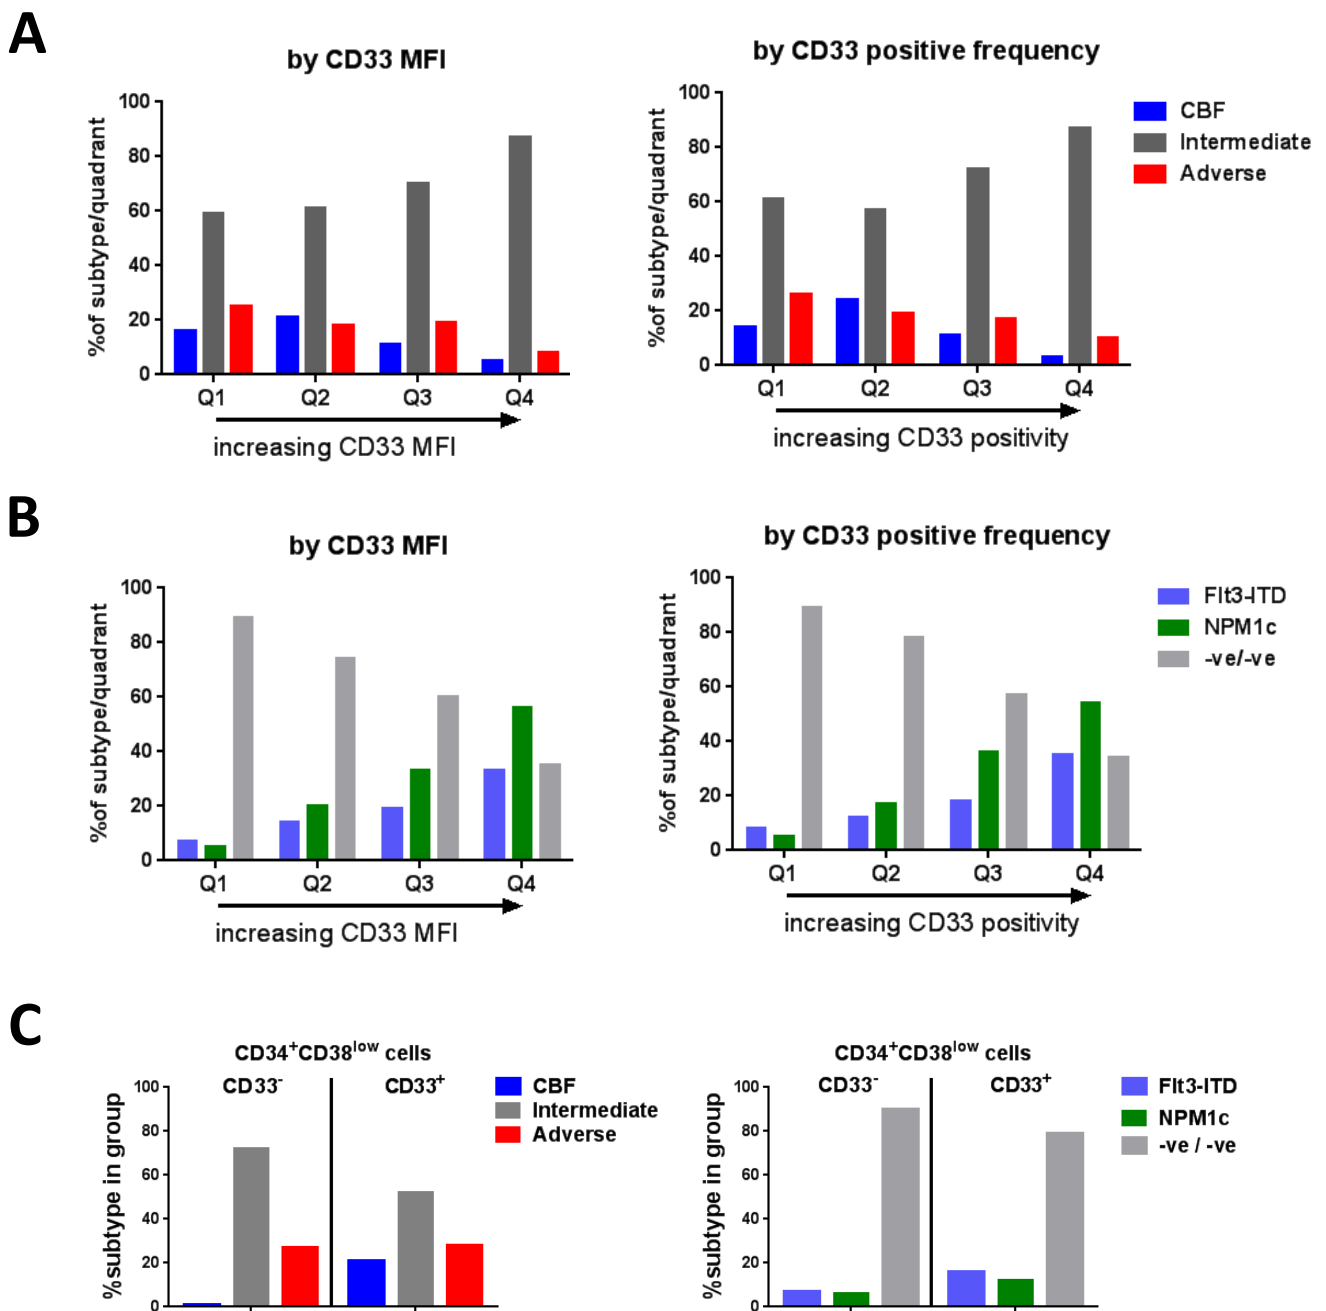 A
by CD33 MFI
%of subtype/quadrant
100
80
60
40
20
0
Q1 Q2 Q3 Q4
increasing CD33 MFI
by CD33 positive frequency
%of subtype/quadrant
100
80
60
40
20
0
Q1 Q2 Q3 Q4
increasing CD33 positivity
CBF
Intermediate
Adverse
B
by CD33 MFI
%of subtype/quadrant
100
80
60
40
20
0
Q1 Q2 Q3 Q4
increasing CD33 MFI
by CD33 positive frequency
%of subtype/quadrant
100
80
60
40
20
0
Q1 Q2 Q3 Q4
increasing CD33 positivity
Flt3-ITD
NPM1c
-ve/-ve
C
CD34⁺CD38ˡᵒʷ cells
CD33⁻ CD33⁺
%subtype in group
100
80
60
40
20
0
CBF
Intermediate
Adverse
CD34⁺CD38ˡᵒʷ cells
CD33⁻ CD33⁺
%subtype in group
100
80
60
40
20
0
Flt3-ITD
NPM1c
-ve / -ve